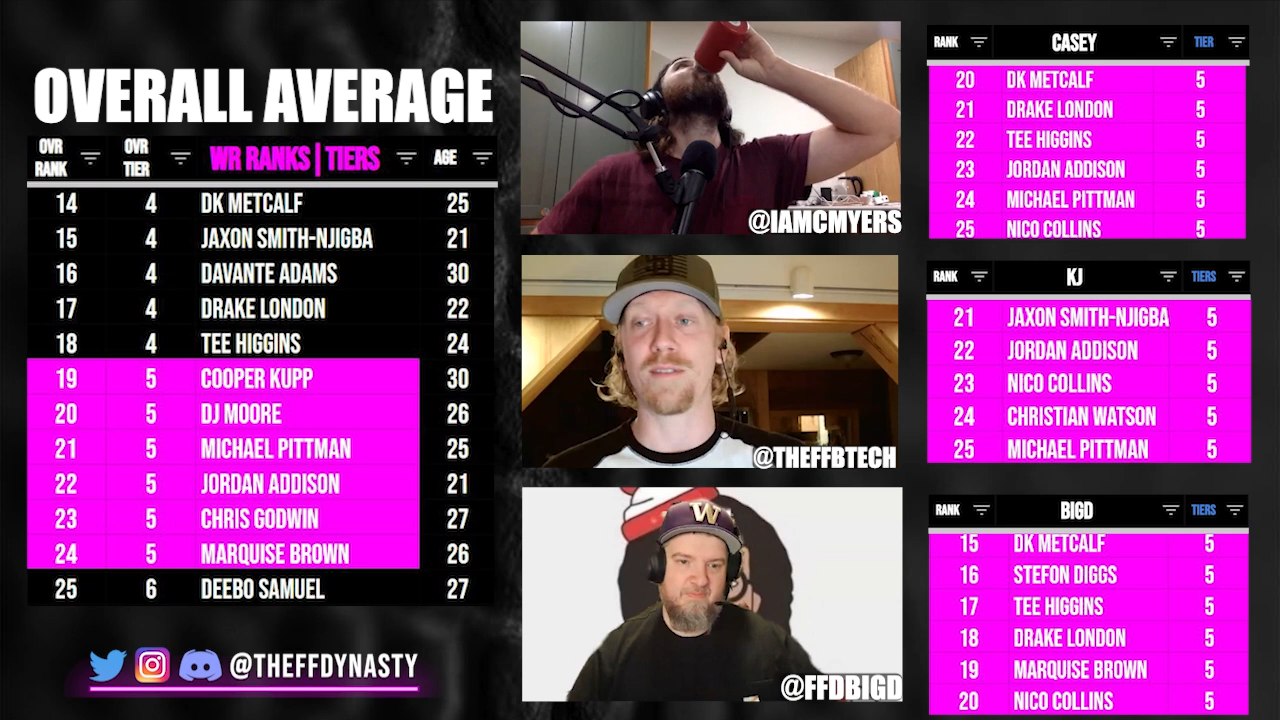 OVERALL AVERAGE
OVR RANK OVR TIER WR RANKS | TIERS AGE
14 4 DK METCALF 25
15 4 JAXON SMITH-NJIGBA 21
16 4 DAVANTE ADAMS 30
17 4 DRAKE LONDON 22
18 4 TEE HIGGINS 24
19 5 COOPER KUPP 30
20 5 DJ MOORE 26
21 5 MICHAEL PITTMAN 25
22 5 JORDAN ADDISON 21
23 5 CHRIS GODWIN 27
24 5 MARQUISE BROWN 26
25 6 DEEBO SAMUEL 27
@THEFFDYNASTY
@IAMCMYERS
@THEFFBTECH
W
@FFDBIGD
RANK CASEY TIER
20 DK METCALF 5
21 DRAKE LONDON 5
22 TEE HIGGINS 5
23 JORDAN ADDISON 5
24 MICHAEL PITTMAN 5
25 NICO COLLINS 5
RANK KJ TIERS
21 JAXON SMITH-NJIGBA 5
22 JORDAN ADDISON 5
23 NICO COLLINS 5
24 CHRISTIAN WATSON 5
25 MICHAEL PITTMAN 5
RANK BIGD TIERS
15 DK METCALF 5
16 STEFON DIGGS 5
17 TEE HIGGINS 5
18 DRAKE LONDON 5
19 MARQUISE BROWN 5
20 NICO COLLINS 5